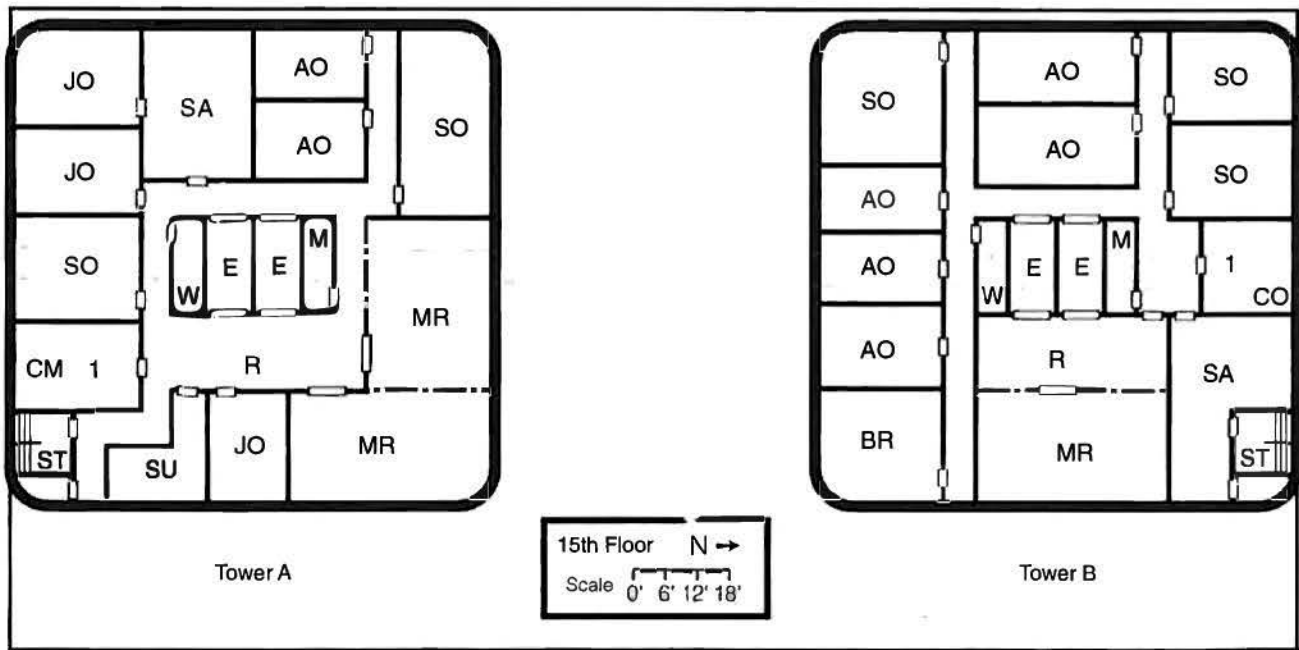 JO
SA
AO
AO
SO
JO
SO
W
E
E
M
MR
CM 1
R
ST
SU
JO
MR
Tower A
SO
AO
AO
SO
SO
AO
AO
AO
BR
W
E
E
M
1
CO
R
SA
MR
ST
Tower B
15th Floor N
Scale 0' 6' 12' 18'